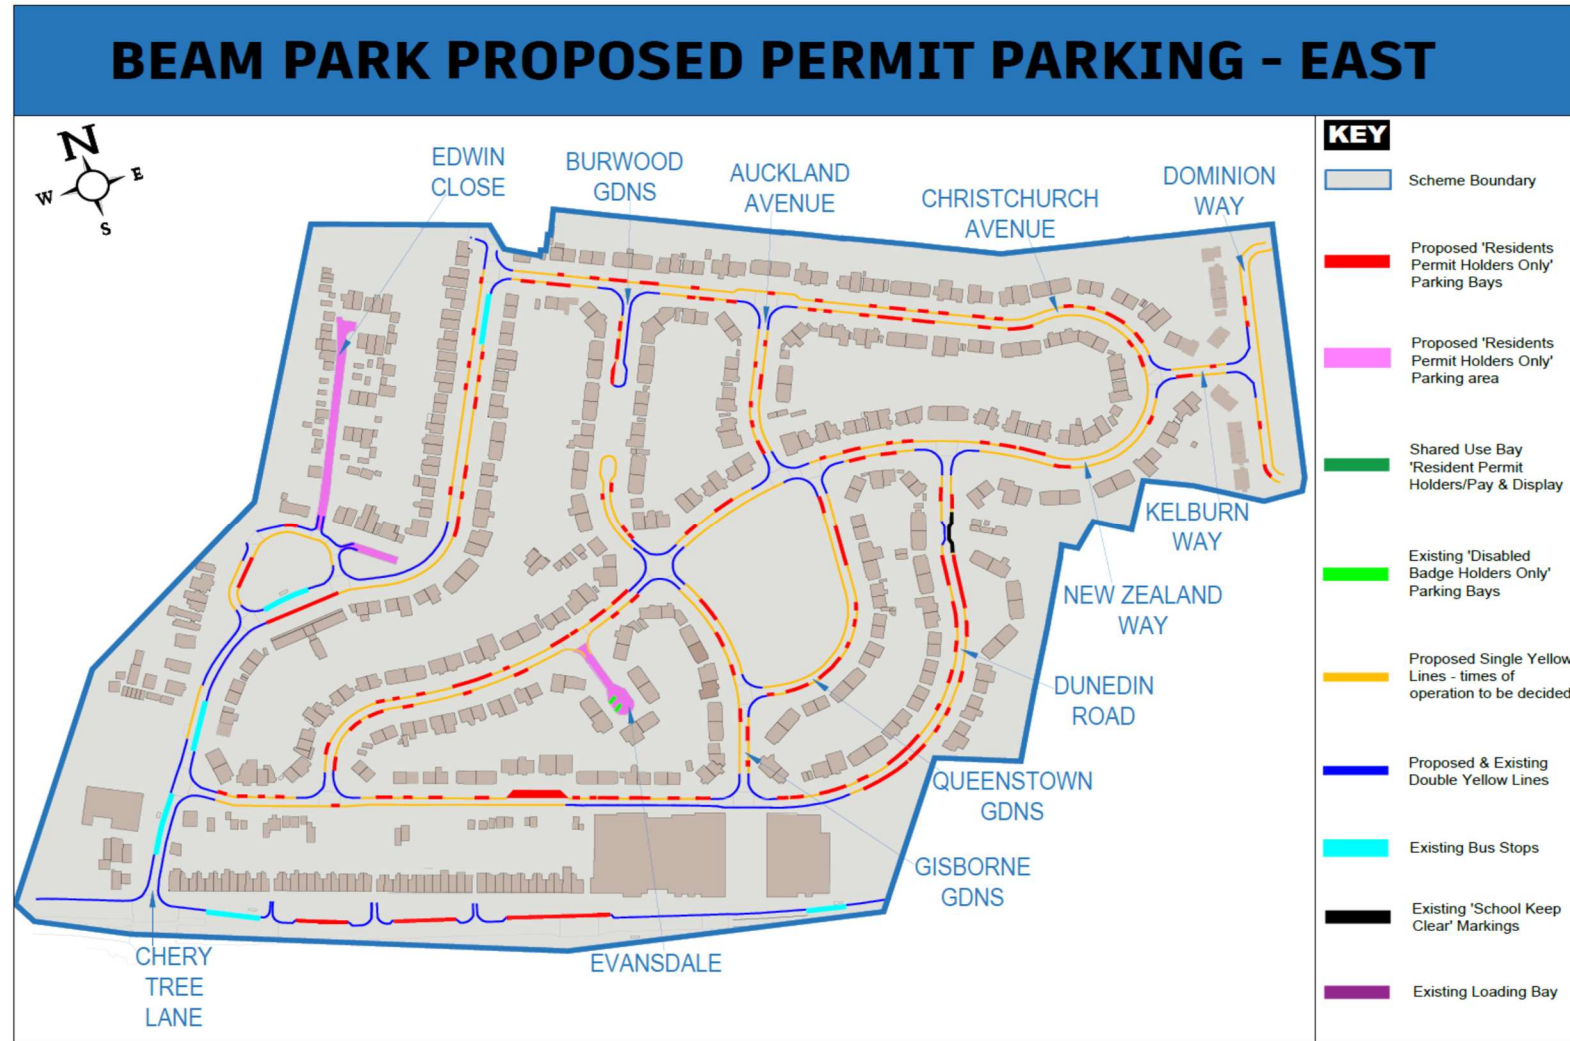 BEAM PARK PROPOSED PERMIT PARKING - EAST
N
W
E
S
EDWIN
CLOSE
BURWOOD
GDNS
AUCKLAND
AVENUE
CHRISTCHURCH
AVENUE
DOMINION
WAY
KELBURN
WAY
NEW ZEALAND
WAY
DUNEDIN
ROAD
QUEENSTOWN
GDNS
GISBORNE
GDNS
EVANSDALE
CHERY
TREE
LANE
KEY
Scheme Boundary
Proposed 'Residents
Permit Holders Only'
Parking Bays
Proposed 'Residents
Permit Holders Only'
Parking area
Shared Use Bay
'Resident Permit
Holders/Pay & Display
Existing 'Disabled
Badge Holders Only'
Parking Bays
Proposed Single Yellow
Lines - times of
operation to be decided
Proposed & Existing
Double Yellow Lines
Existing Bus Stops
Existing 'School Keep
Clear' Markings
Existing Loading Bay